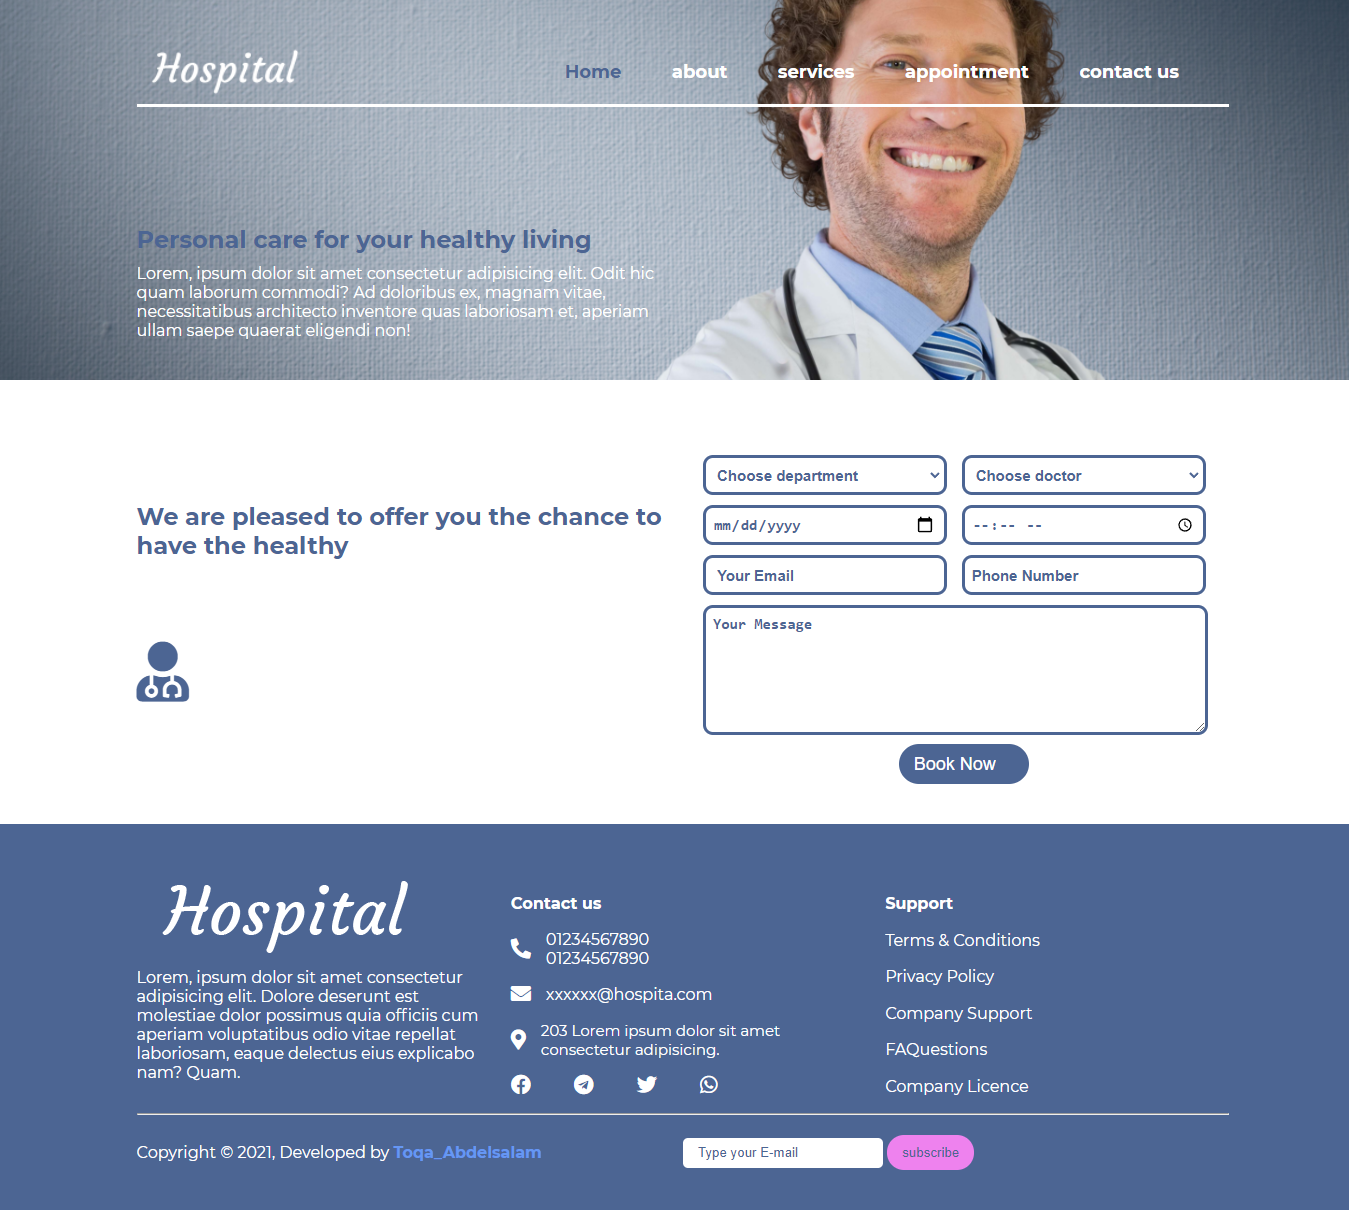 Hospital
Home about services appointment contact us
Personal care for your healthy living
Lorem, ipsum dolor sit amet consectetur adipisicing elit. Odit hic
quam laborum commodi? Ad doloribus ex, magnam vitae,
necessitatibus architecto inventore quas laboriosam et, aperiam
ullam saepe quaerat eligendi non!
We are pleased to offer you the chance to
have the healthy
Choose department Choose doctor
mm/dd/yyyy --:-- --
Your Email Phone Number
Your Message
Book Now
Hospital
Lorem, ipsum dolor sit amet consectetur
adipisicing elit. Dolore deserunt est
molestiae dolor possimus quia officiis cum
aperiam voluptatibus odio vitae repellat
laboriosam, eaque delectus eius explicabo
nam? Quam.
Contact us
01234567890
01234567890
xxxxxx@hospita.com
203 Lorem ipsum dolor sit amet
consectetur adipisicing.
Support
Terms & Conditions
Privacy Policy
Company Support
FAQuestions
Company Licence
Copyright © 2021, Developed by Toqa_Abdelsalam
Type your E-mail subscribe